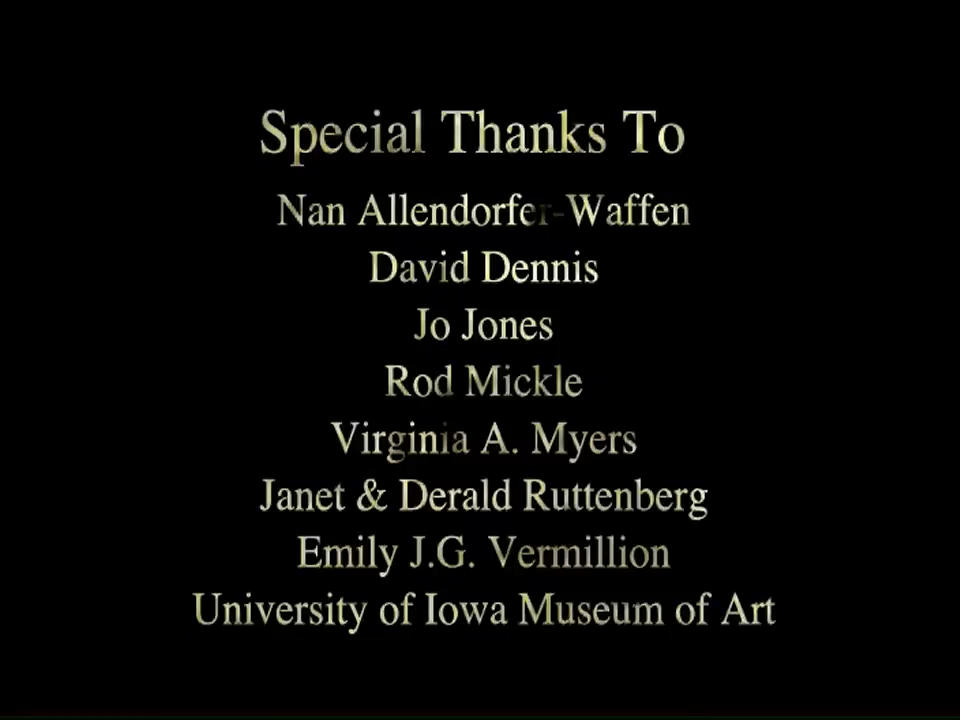 Special Thanks To
Nan Allendorfer-Waffen
David Dennis
Jo Jones
Rod Mickle
Virginia A. Myers
Janet & Derald Ruttenberg
Emily J.G. Vermillion
University of Iowa Museum of Art